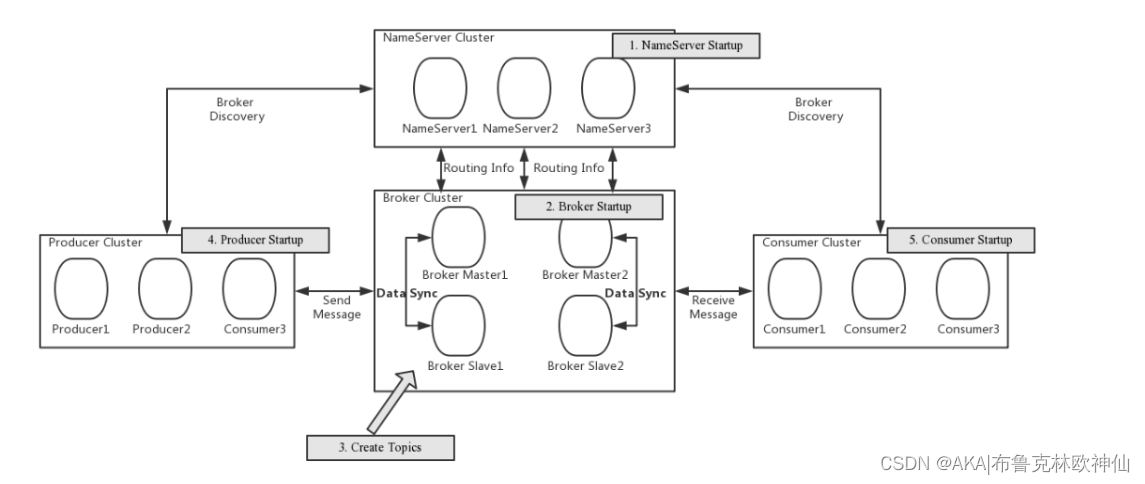 NameServer Cluster
1. NameServer Startup
NameServer1
NameServer2
NameServer3
Broker
Discovery
Broker
Discovery
Routing Info
Routing Info
Broker Cluster
2. Broker Startup
Broker Master1
Broker Master2
Data Sync
Data Sync
Broker Slave1
Broker Slave2
Producer Cluster
4. Producer Startup
Producer1
Producer2
Consumer3
Send
Message
Receive
Message
Consumer Cluster
5. Consumer Startup
Consumer1
Consumer2
Consumer3
3. Create Topics
CSDN @AKA|布鲁克林欧神仙